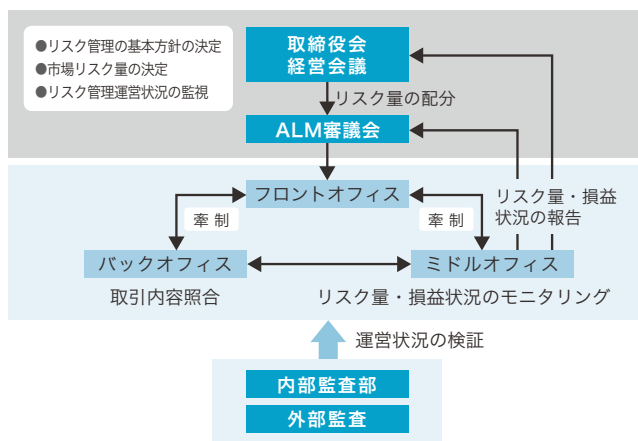 ●リスク管理の基本方針の決定
●市場リスク量の決定
●リスク管理運営状況の監視
取締役会
経営会議
リスク量の配分
ALM審議会
フロントオフィス
牽 制
牽 制
リスク量・損益
状況の報告
バックオフィス
ミドルオフィス
取引内容照合
リスク量・損益状況のモニタリング
運営状況の検証
内部監査部
外部監査